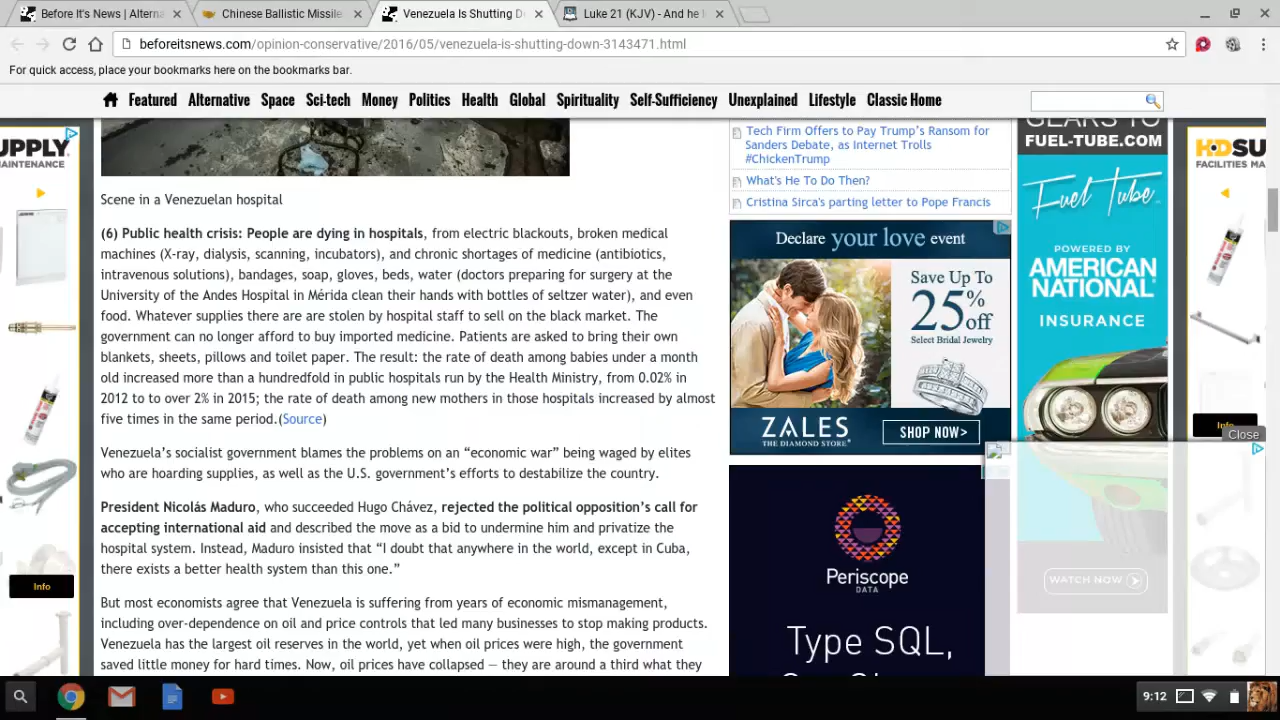 Before It's News | Alterna
Chinese Ballistic Missile
Venezuela Is Shutting D
Luke 21 (KJV) - And he l
beforeitsnews.com/opinion-conservative/2016/05/venezuela-is-shutting-down-3143471.html
For quick access, place your bookmarks here on the bookmarks bar.
Featured Alternative Space Sci-tech Money Politics Health Global Spirituality Self-Sufficiency Unexplained Lifestyle Classic Home
UPPLY
MAINTENANCE
Info
Scene in a Venezuelan hospital
(6) Public health crisis: People are dying in hospitals, from electric blackouts, broken medical
machines (X-ray, dialysis, scanning, incubators), and chronic shortages of medicine (antibiotics,
intravenous solutions), bandages, soap, gloves, beds, water (doctors preparing for surgery at the
University of the Andes Hospital in Mérida clean their hands with bottles of seltzer water), and even
food. Whatever supplies there are are stolen by hospital staff to sell on the black market. The
government can no longer afford to buy imported medicine. Patients are asked to bring their own
blankets, sheets, pillows and toilet paper. The result: the rate of death among babies under a month
old increased more than a hundredfold in public hospitals run by the Health Ministry, from 0.02% in
2012 to to over 2% in 2015; the rate of death among new mothers in those hospitals increased by almost
five times in the same period.(Source)
Venezuela's socialist government blames the problems on an “economic war” being waged by elites
who are hoarding supplies, as well as the U.S. government's efforts to destabilize the country.
President Nicolás Maduro, who succeeded Hugo Chávez, rejected the political opposition's call for
accepting international aid and described the move as a bid to undermine him and privatize the
hospital system. Instead, Maduro insisted that “I doubt that anywhere in the world, except in Cuba,
there exists a better health system than this one.”
But most economists agree that Venezuela is suffering from years of economic mismanagement,
including over-dependence on oil and price controls that led many businesses to stop making products.
Venezuela has the largest oil reserves in the world, yet when oil prices were high, the government
saved little money for hard times. Now, oil prices have collapsed — they are around a third what they
Tech Firm Offers to Pay Trump's Ransom for
Sanders Debate, as Internet Trolls
#ChickenTrump
What's He To Do Then?
Cristina Sirca's parting letter to Pope Francis
Declare your love event
Save Up To
25%
off
Select Bridal Jewelry
ZALES
THE DIAMOND STORE
SHOP NOW>
Periscope
DATA
Type SQL,
GEARS TO
FUEL-TUBE.COM
Fuel Tube
POWERED BY
AMERICAN
NATIONAL
INSURANCE
WATCH NOW
HDSU
FACILITIES MA
Info
Close
9:12